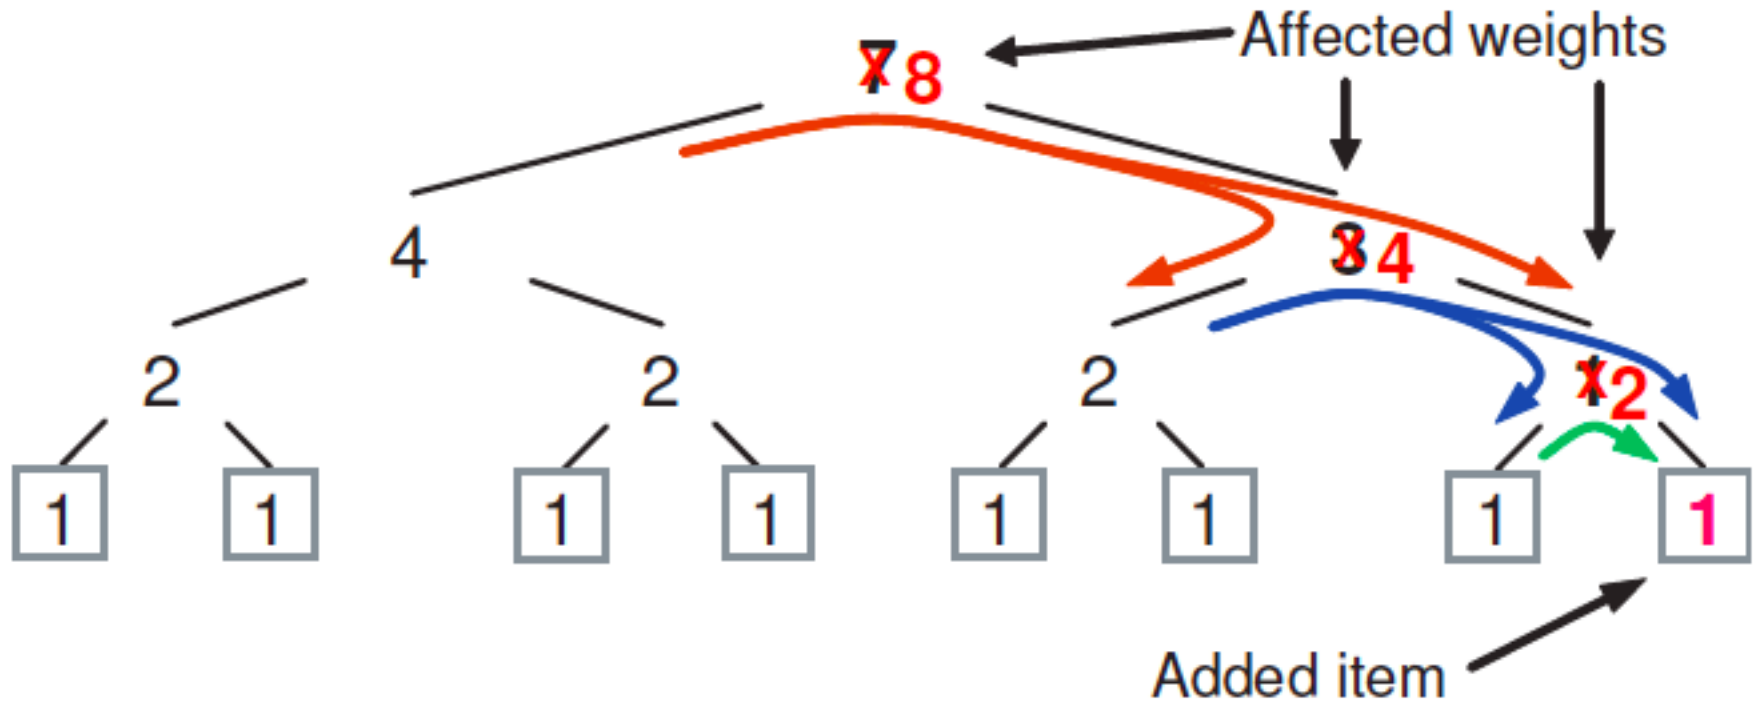 Affected weights
7 8
4
3 4
2 2 2 1 2
1 1 1 1 1 1 1 1
Added item